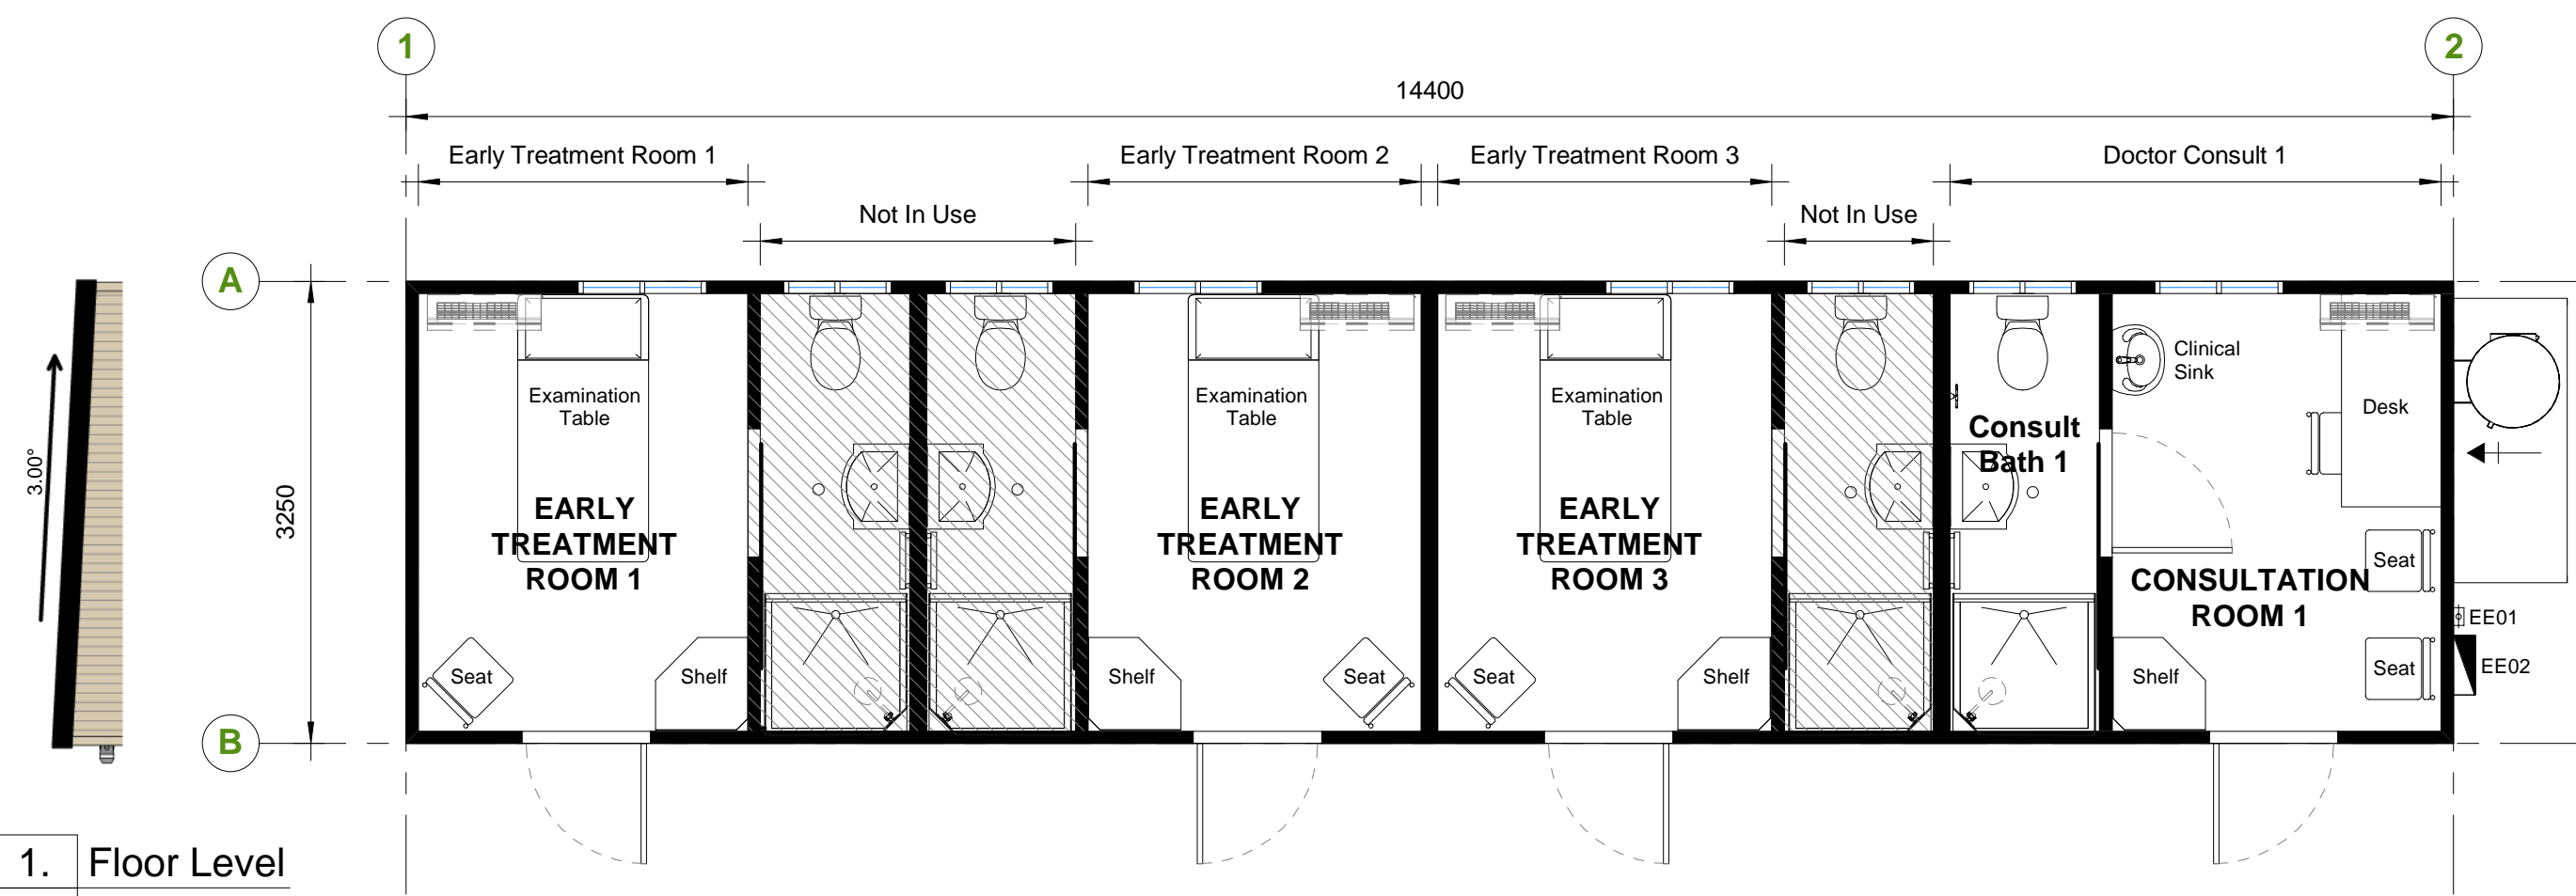 1
2
14400
Early Treatment Room 1
Early Treatment Room 2
Early Treatment Room 3
Doctor Consult 1
Not In Use
Not In Use
A
3.00°
3250
B
Examination
Table
EARLY
TREATMENT
ROOM 1
Seat
Shelf
Examination
Table
EARLY
TREATMENT
ROOM 2
Shelf
Seat
Examination
Table
EARLY
TREATMENT
ROOM 3
Seat
Shelf
Consult
Bath 1
Clinical
Sink
Desk
Seat
CONSULTATION
ROOM 1
Seat
Shelf
EE01
EE02
1. Floor Level